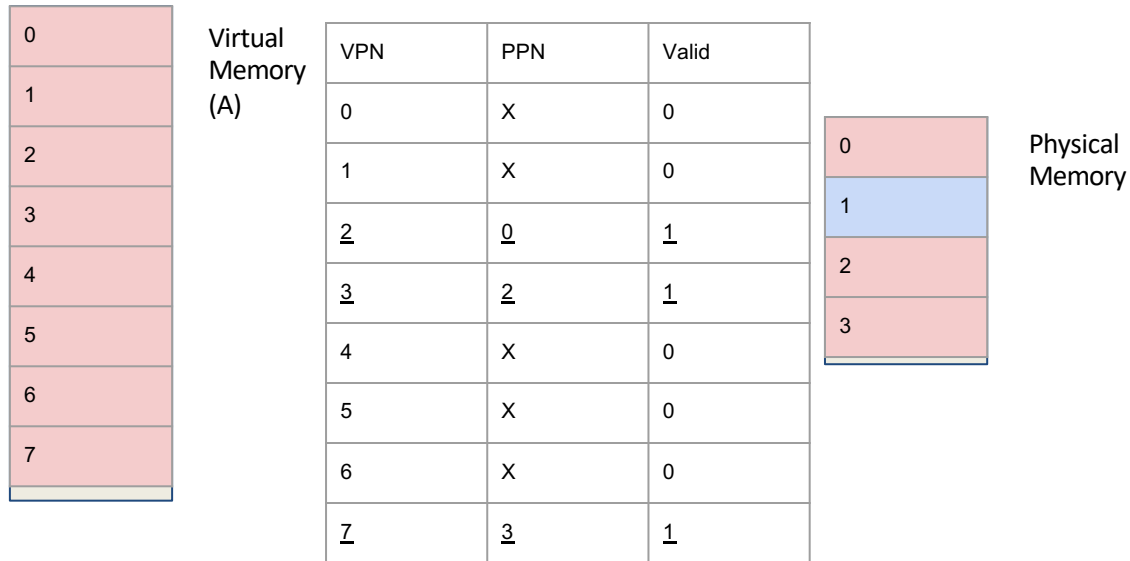 0
1
2
3
4
5
6
7
Virtual
Memory
(A)
VPN PPN Valid
0 X 0
1 X 0
2 0 1
3 2 1
4 X 0
5 X 0
6 X 0
7 3 1
0
1
2
3
Physical
Memory